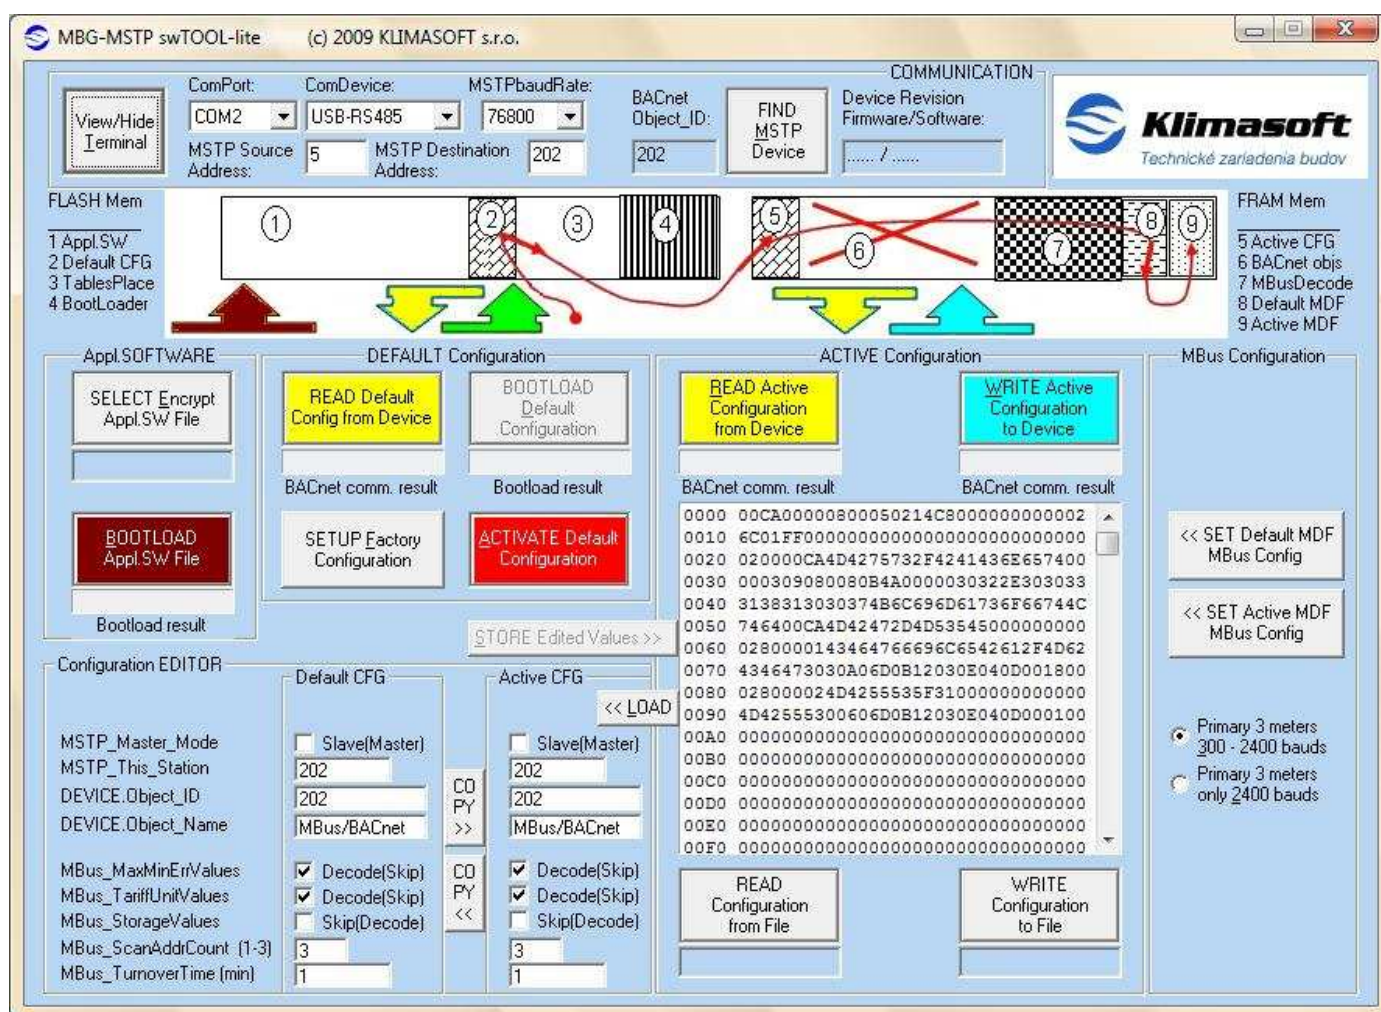 MBG-MSTP swTOOL-lite (c) 2009 KLIMASOFT s.r.o.
COMMUNICATION
ComPort: ComDevice: MSTPbaudRate:
View/Hide
Terminal
COM2 USB-RS485 76800
MSTP Source
Address:
5
MSTP Destination
Address:
202
BACnet
Object_ID:
202
FIND
MSTP
Device
Device Revision
Firmware/Software:
...... / ......
Klimasoft
Technické zariadenia budov
FLASH Mem
1 Appl.SW
2 Default CFG
3 TablesPlace
4 BootLoader
1 2 3 4 5 6 7 8 9
FRAM Mem
5 Active CFG
6 BACnet objs
7 MBusDecode
8 Default MDF
9 Active MDF
Appl.SOFTWARE
SELECT Encrypt
Appl.SW File
BOOTLOAD
Appl.SW File
Bootload result
DEFAULT Configuration
READ Default
Config from Device
BACnet comm. result
BOOTLOAD
Default
Configuration
Bootload result
SETUP Factory
Configuration
ACTIVATE Default
Configuration
ACTIVE Configuration
READ Active
Configuration
from Device
BACnet comm. result
WRITE Active
Configuration
to Device
BACnet comm. result
0000 00CA00000800050214C8000000000002
0010 6C01FF00000000000000000000000000
0020 020000CA4D4275732F4241436E657400
0030 000309080080B4A0000030322E303033
0040 3138313030374B6C696D61736F66744C
0050 746400CA4D42472D4D53545000000000
0060 0280000143464766696C6542612F4D62
0070 4346473030A06D0B12030E040D001800
0080 028000024D4255535F31000000000000
0090 4D42555300606D0B12030E040D000100
00A0 00000000000000000000000000000000
00B0 00000000000000000000000000000000
00C0 00000000000000000000000000000000
00D0 00000000000000000000000000000000
00E0 00000000000000000000000000000000
00F0 00000000000000000000000000000000
READ
Configuration
from File
WRITE
Configuration
to File
MBus Configuration
<< SET Default MDF
MBus Config
<< SET Active MDF
MBus Config
Primary 3 meters
300 - 2400 bauds
Primary 3 meters
only 2400 bauds
STORE Edited Values >>
<< LOAD
Configuration EDITOR
Default CFG Active CFG
MSTP_Master_Mode Slave(Master) Slave(Master)
MSTP_This_Station 202 202
DEVICE.Object_ID 202 202
DEVICE.Object_Name MBus/BACnet MBus/BACnet
CO
PY
>>
MBus_MaxMinErrValues Decode(Skip) Decode(Skip)
MBus_TariffUnitValues Decode(Skip) Decode(Skip)
MBus_StorageValues Skip(Decode) Skip(Decode)
MBus_ScanAddrCount (1-3) 3 3
MBus_TurnoverTime (min) 1 1
CO
PY
<<